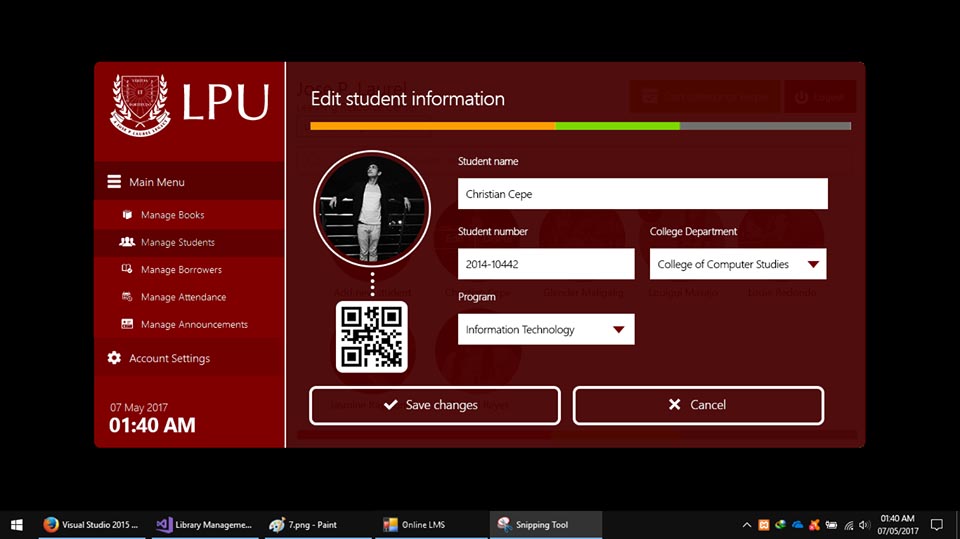 LPU
Main Menu
Manage Books
Manage Students
Manage Borrowers
Manage Attendance
Manage Announcements
Account Settings
07 May 2017
01:40 AM
Edit student information
Student name
Christian Cepe
Student number
2014-10442
College Department
College of Computer Studies
Program
Information Technology
Save changes
Cancel
Visual Studio 2015 ...
Library Manageme...
7.png - Paint
Online LMS
Snipping Tool
01:40 AM
07/05/2017